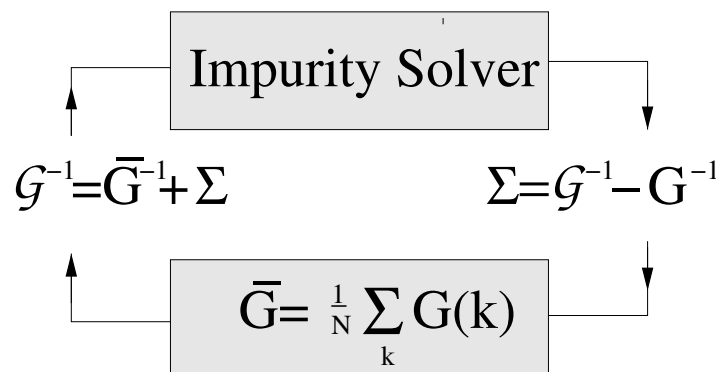 Impurity Solver
𝒢⁻¹=G̅⁻¹+Σ
Σ=𝒢⁻¹−G⁻¹
G̅= 1/N Σ G(k)
k